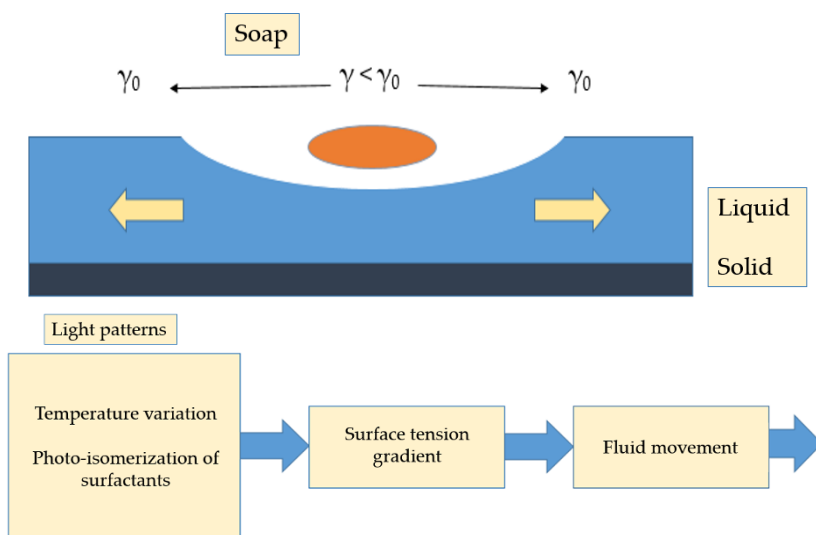 Soap
γ₀ γ < γ₀ γ₀
Liquid
Solid
Light patterns
Temperature variation
Photo-isomerization of
surfactants
Surface tension
gradient
Fluid movement